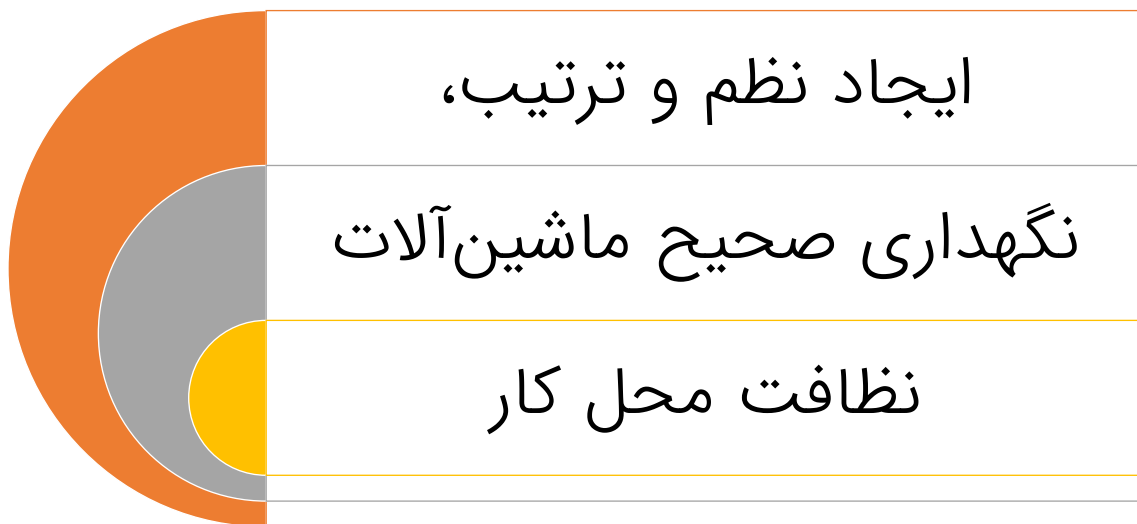 ایجاد نظم و ترتیب،
نگهداری صحیح ماشین‌آلات
نظافت محل کار